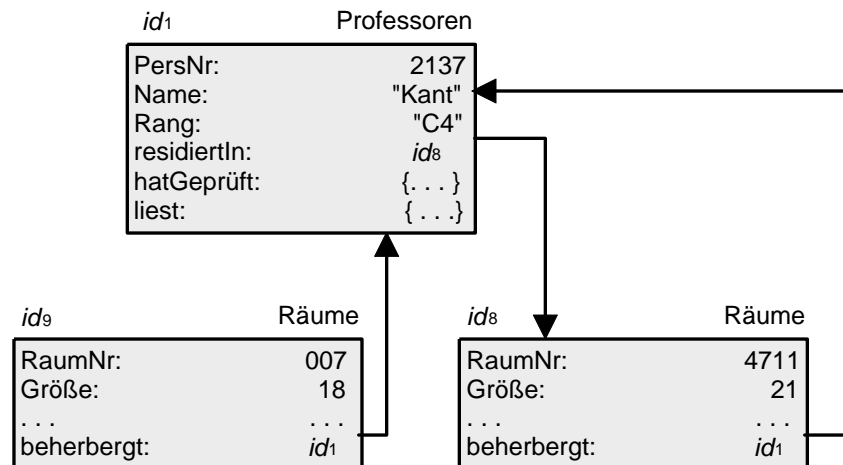 id1 Professoren
PersNr: 2137
Name: "Kant"
Rang: "C4"
residiertIn: id8
hatGeprüft: {. . . }
liest: { . . .}
id9 Räume
RaumNr: 007
Größe: 18
. . . . . .
beherbergt: id1
id8 Räume
RaumNr: 4711
Größe: 21
. . . . . .
beherbergt: id1